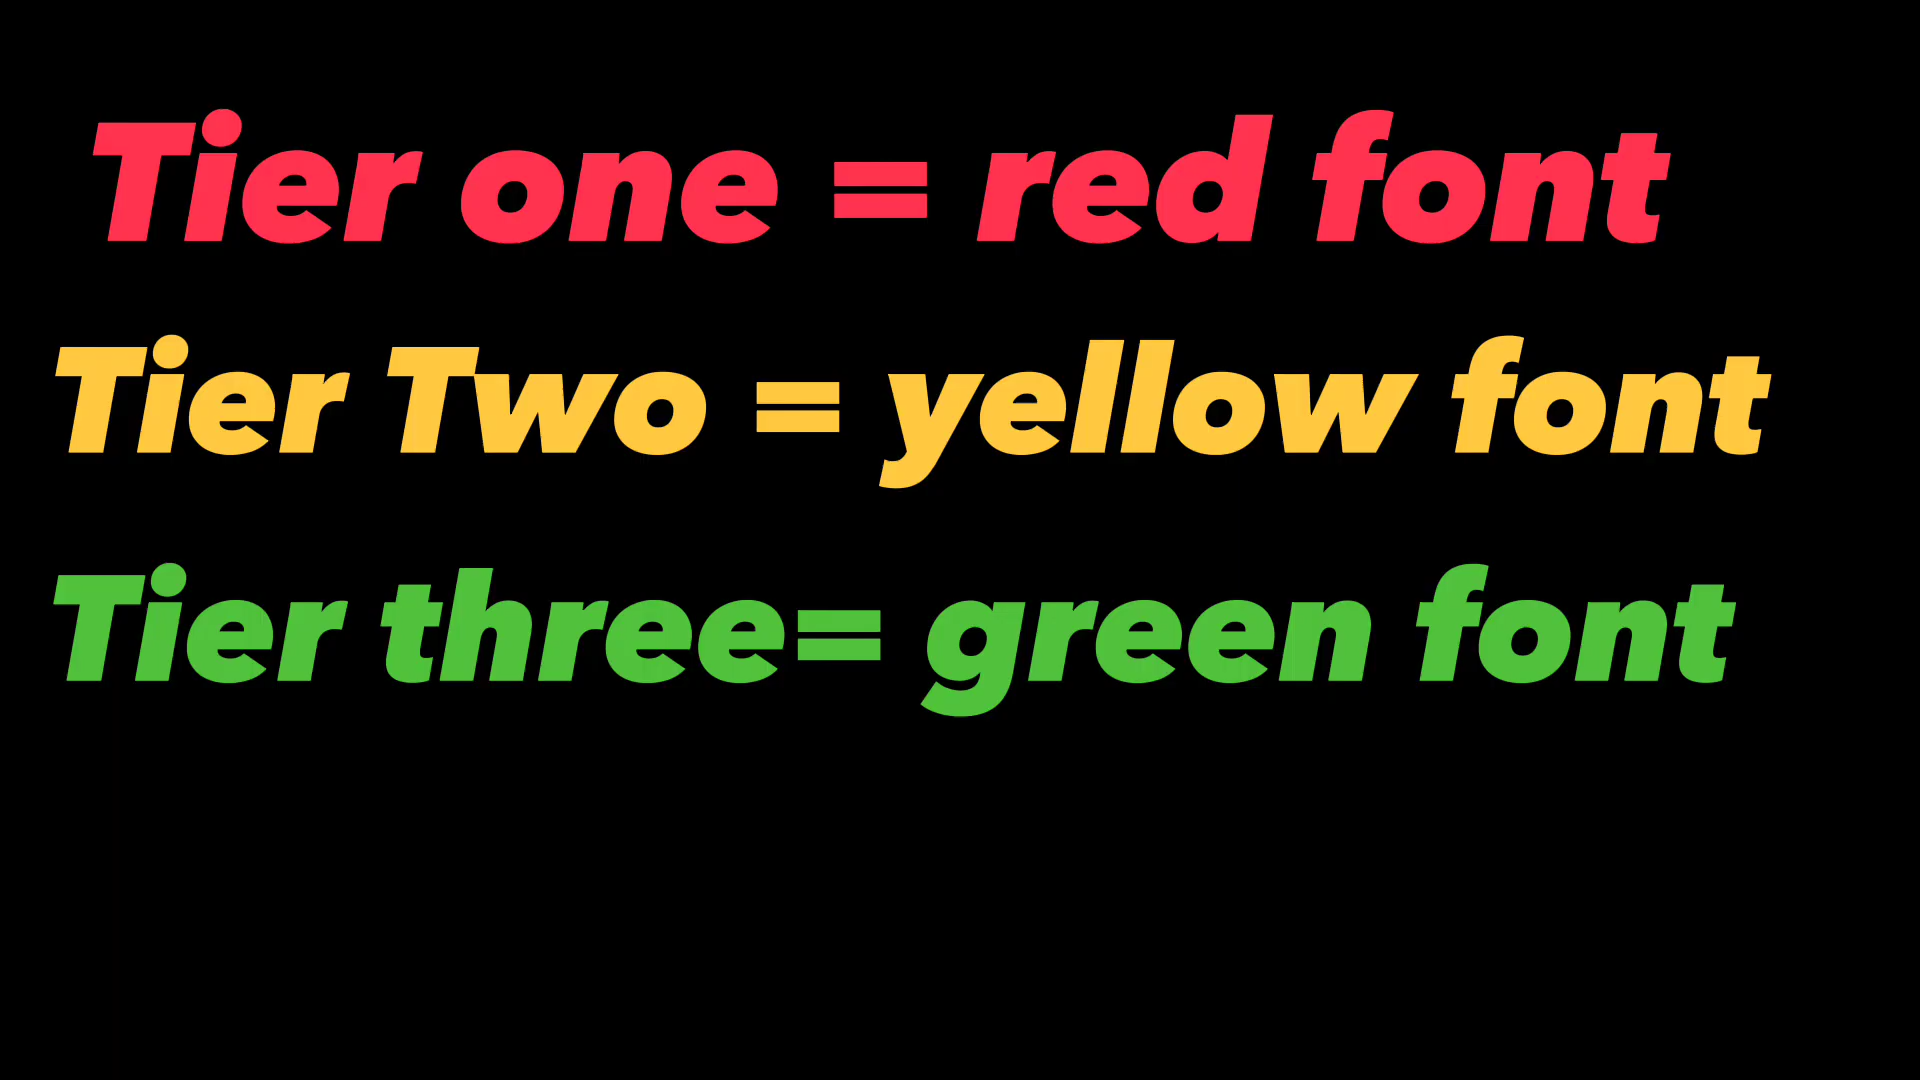 Tier one = red font
Tier Two = yellow font
Tier three= green font